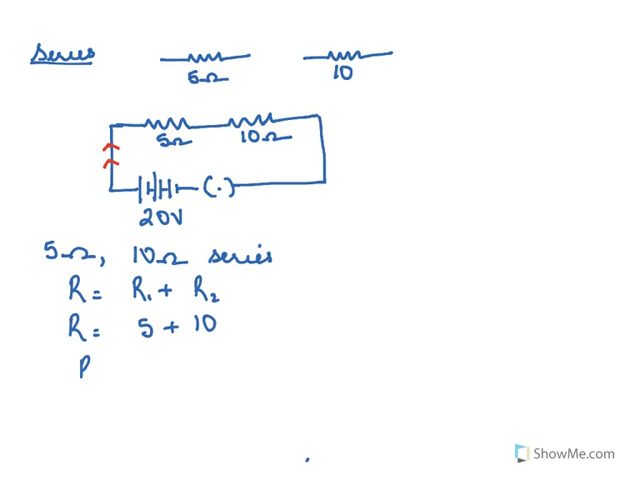 Series
5Ω 10
5Ω 10Ω
20V
5Ω, 10Ω series
R = R₁ + R₂
R = 5 + 10
R
ShowMe.com